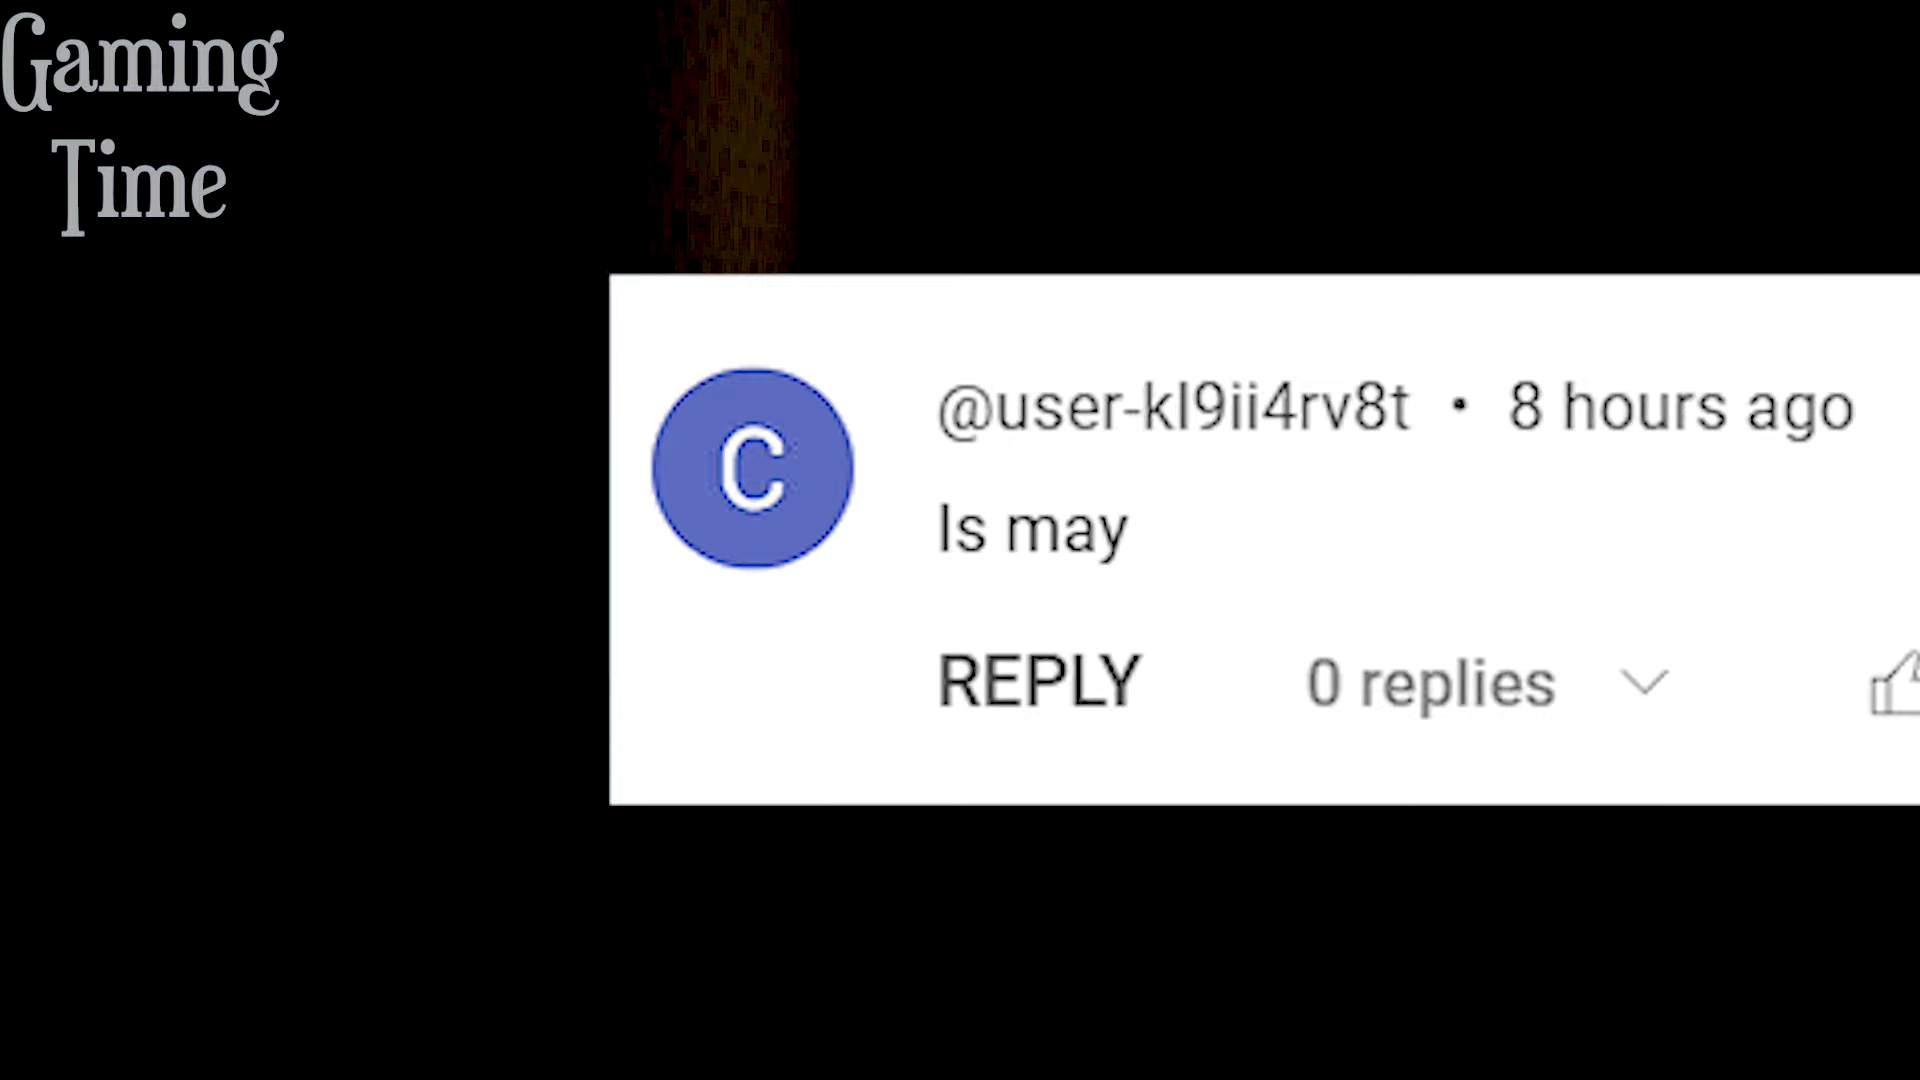 Gaming
Time
C
@user-kl9ii4rv8t • 8 hours ago
Is may
REPLY 0 replies